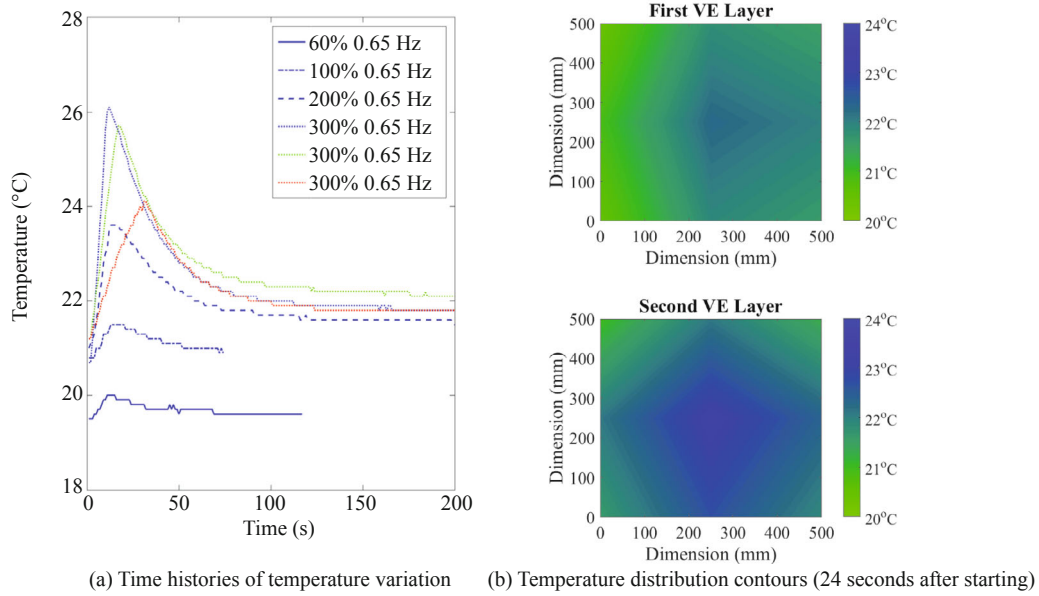 28
26
24
22
20
18
Temperature (°C)
0
50
100
150
200
Time (s)
60% 0.65 Hz
100% 0.65 Hz
200% 0.65 Hz
300% 0.65 Hz
300% 0.65 Hz
300% 0.65 Hz
(a) Time histories of temperature variation
First VE Layer
500
400
300
200
100
0
Dimension (mm)
0 100 200 300 400 500
Dimension (mm)
24°C
23°C
22°C
21°C
20°C
Second VE Layer
500
400
300
200
100
0
Dimension (mm)
0 100 200 300 400 500
Dimension (mm)
24°C
23°C
22°C
21°C
20°C
(b) Temperature distribution contours (24 seconds after starting)